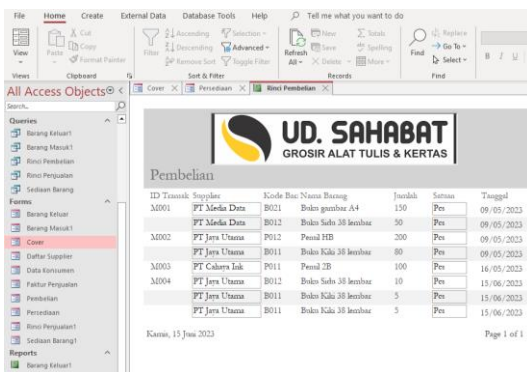 File Home Create External Data Database Tools Help Tell me what you want to do
View
Paste
Cut
Copy
Format Painter
Filter
Ascending
Descending
Remove Sort
Selection
Advanced
Toggle Filter
Refresh All
New
Save
Delete
Totals
Spelling
More
Find
Replace
Go To
Select
B I U
Views Clipboard Sort & Filter Records Find
All Access Objects
Search...
Cover Persediaan Rinci Pembelian
Queries
Barang Keluar1
Barang Masuk1
Rinci Pembelian
Rinci Penjualan
Sediaan Barang
Forms
Barang Keluar
Barang Masuk1
Cover
Daftar Supplier
Data Konsumen
Faktur Penjualan
Pembelian
Persediaan
Rinci Penjualan1
Sediaan Barang1
Reports
Barang Keluar1
UD. SAHABAT
GROSIR ALAT TULIS & KERTAS
Pembelian
ID Transak Supplier Kode Bar Nama Barang Jumlah Satuan Tanggal
M001 PT Media Data B021 Buku gambar A4 150 Pcs 09/05/2023
PT Media Data B012 Buku Sidu 38 lembar 50 Pcs 09/05/2023
M002 PT Jaya Utama P012 Pensil HB 200 Pcs 09/05/2023
PT Jaya Utama B011 Buku Kiki 38 lembar 80 Pcs 09/05/2023
M003 PT Cahaya Ink P011 Pensil 2B 100 Pcs 16/05/2023
M004 PT Jaya Utama B012 Buku Sidu 38 lembar 10 Pcs 15/06/2023
PT Jaya Utama B011 Buku Kiki 38 lembar 5 Pcs 15/06/2023
PT Jaya Utama B011 Buku Kiki 38 lembar 5 Pcs 15/06/2023
Kamis, 15 Juni 2023 Page 1 of 1